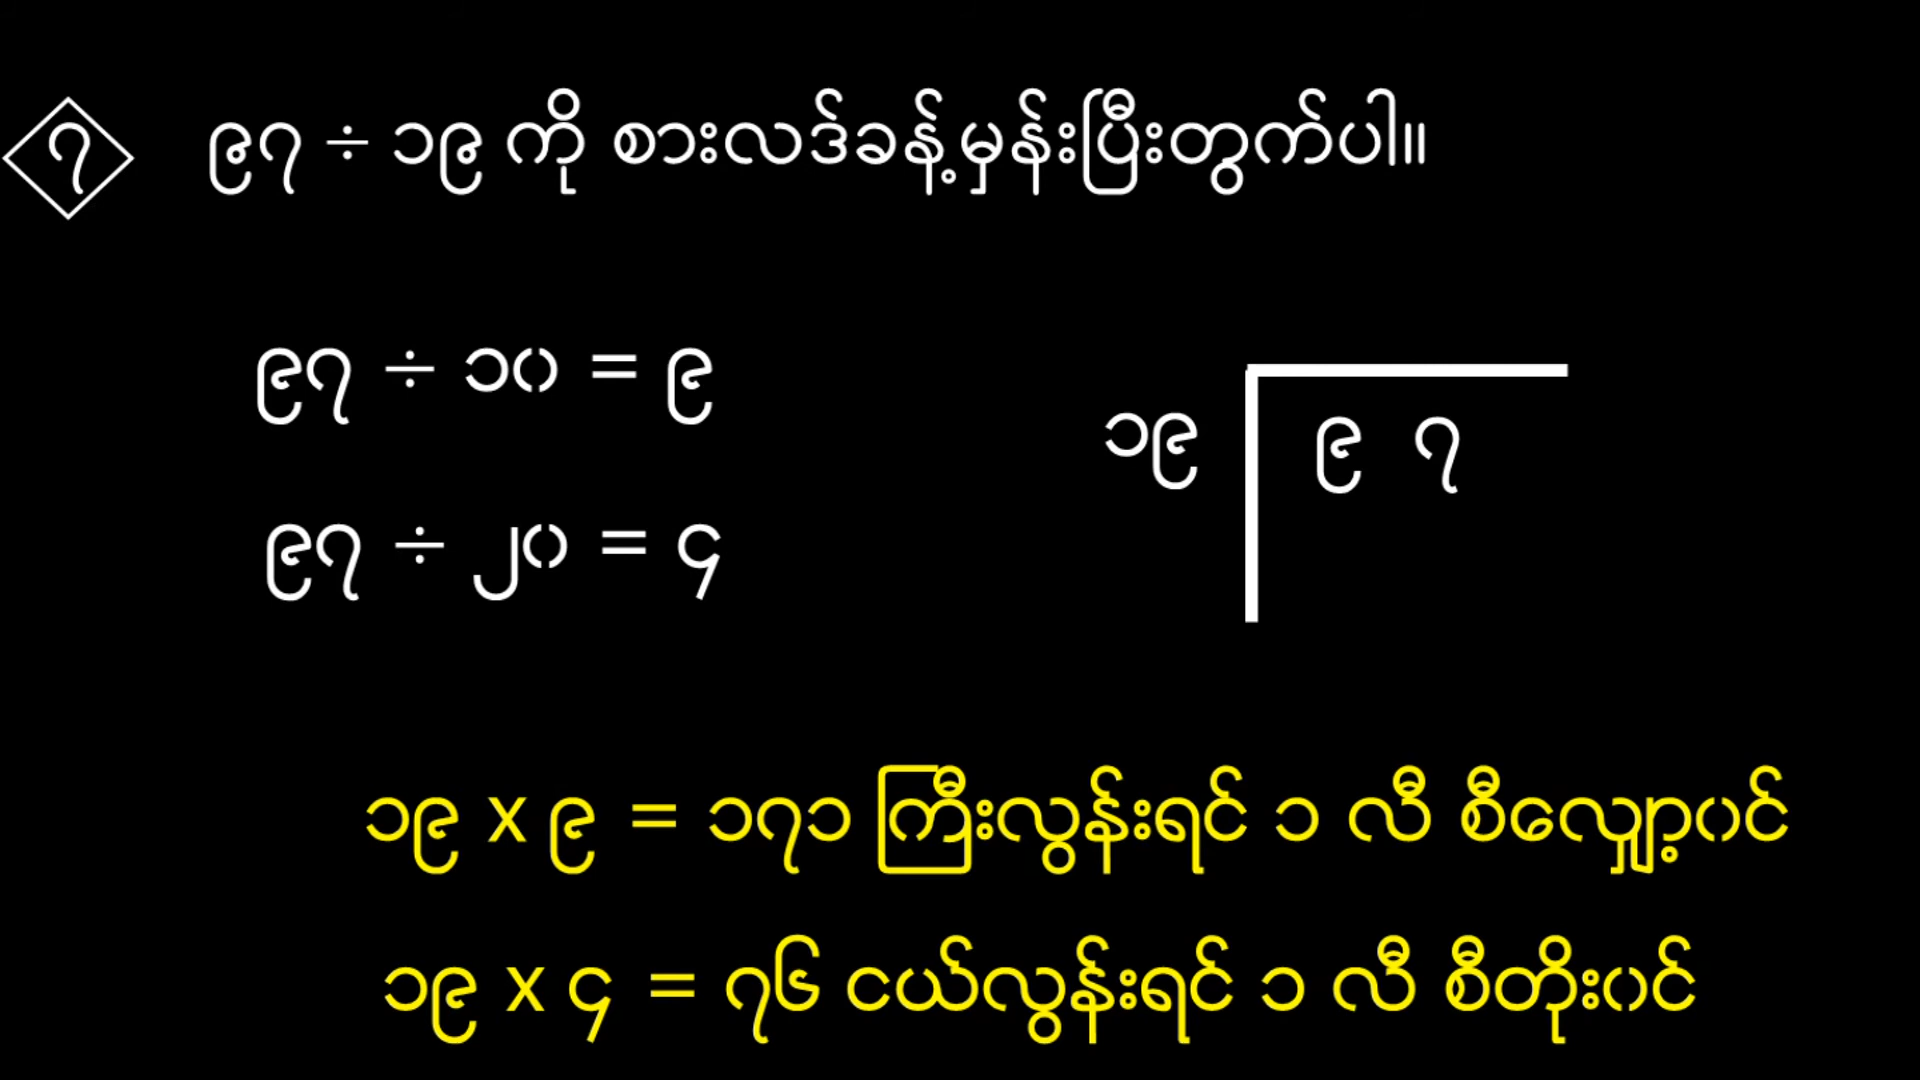 ၇ ၉၇ ÷ ၁၉ ကို စားလဒ်ခန့်မှန်းပြီးတွက်ပါ။
၉၇ ÷ ၁၀ = ၉
၉၇ ÷ ၂၀ = ၄
၁၉ ၉ ၇
၁၉ x ၉ = ၁၇၁ ကြီးလွန်းရင် ၁ လီ စီလျှော့ဝင်
၁၉ x ၄ = ၇၆ ငယ်လွန်းရင် ၁ လီ စီတိုးဝင်